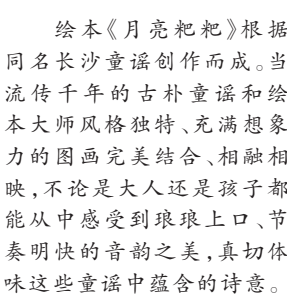 绘本《月亮粑粑》根据
同名长沙童谣创作而成。当
流传千年的古朴童谣和绘
本大师风格独特、充满想象
力的图画完美结合、相融相
映,不论是大人还是孩子都
能从中感受到琅琅上口、节
奏明快的音韵之美,真切体
味这些童谣中蕴含的诗意。